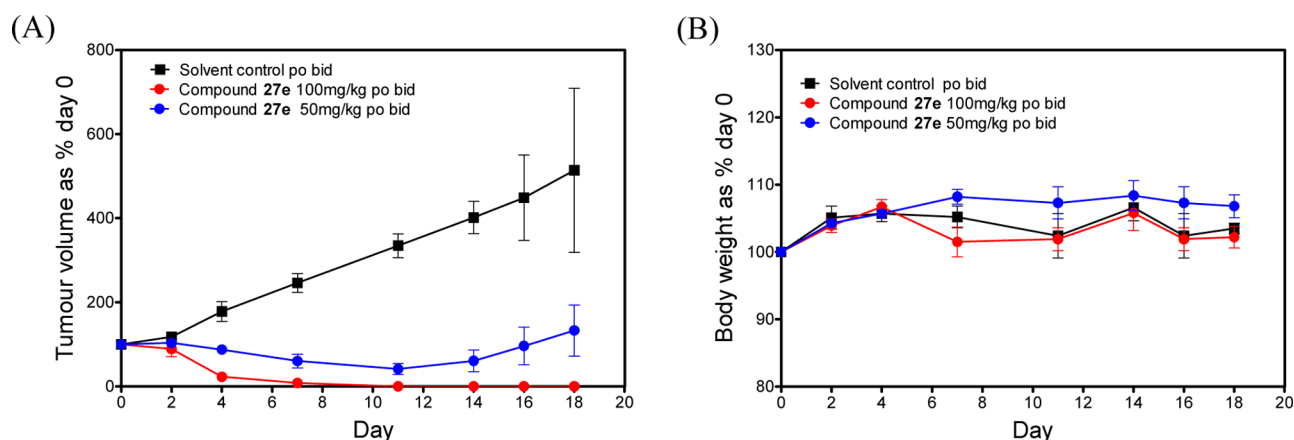 (A)
Tumour volume as % day 0
800
600
400
200
0
Solvent control po bid
Compound 27e 100mg/kg po bid
Compound 27e 50mg/kg po bid
0 2 4 6 8 10 12 14 16 18 20
Day
(B)
Body weight as % day 0
130
120
110
100
90
80
Solvent control po bid
Compound 27e 100mg/kg po bid
Compound 27e 50mg/kg po bid
0 2 4 6 8 10 12 14 16 18 20
Day